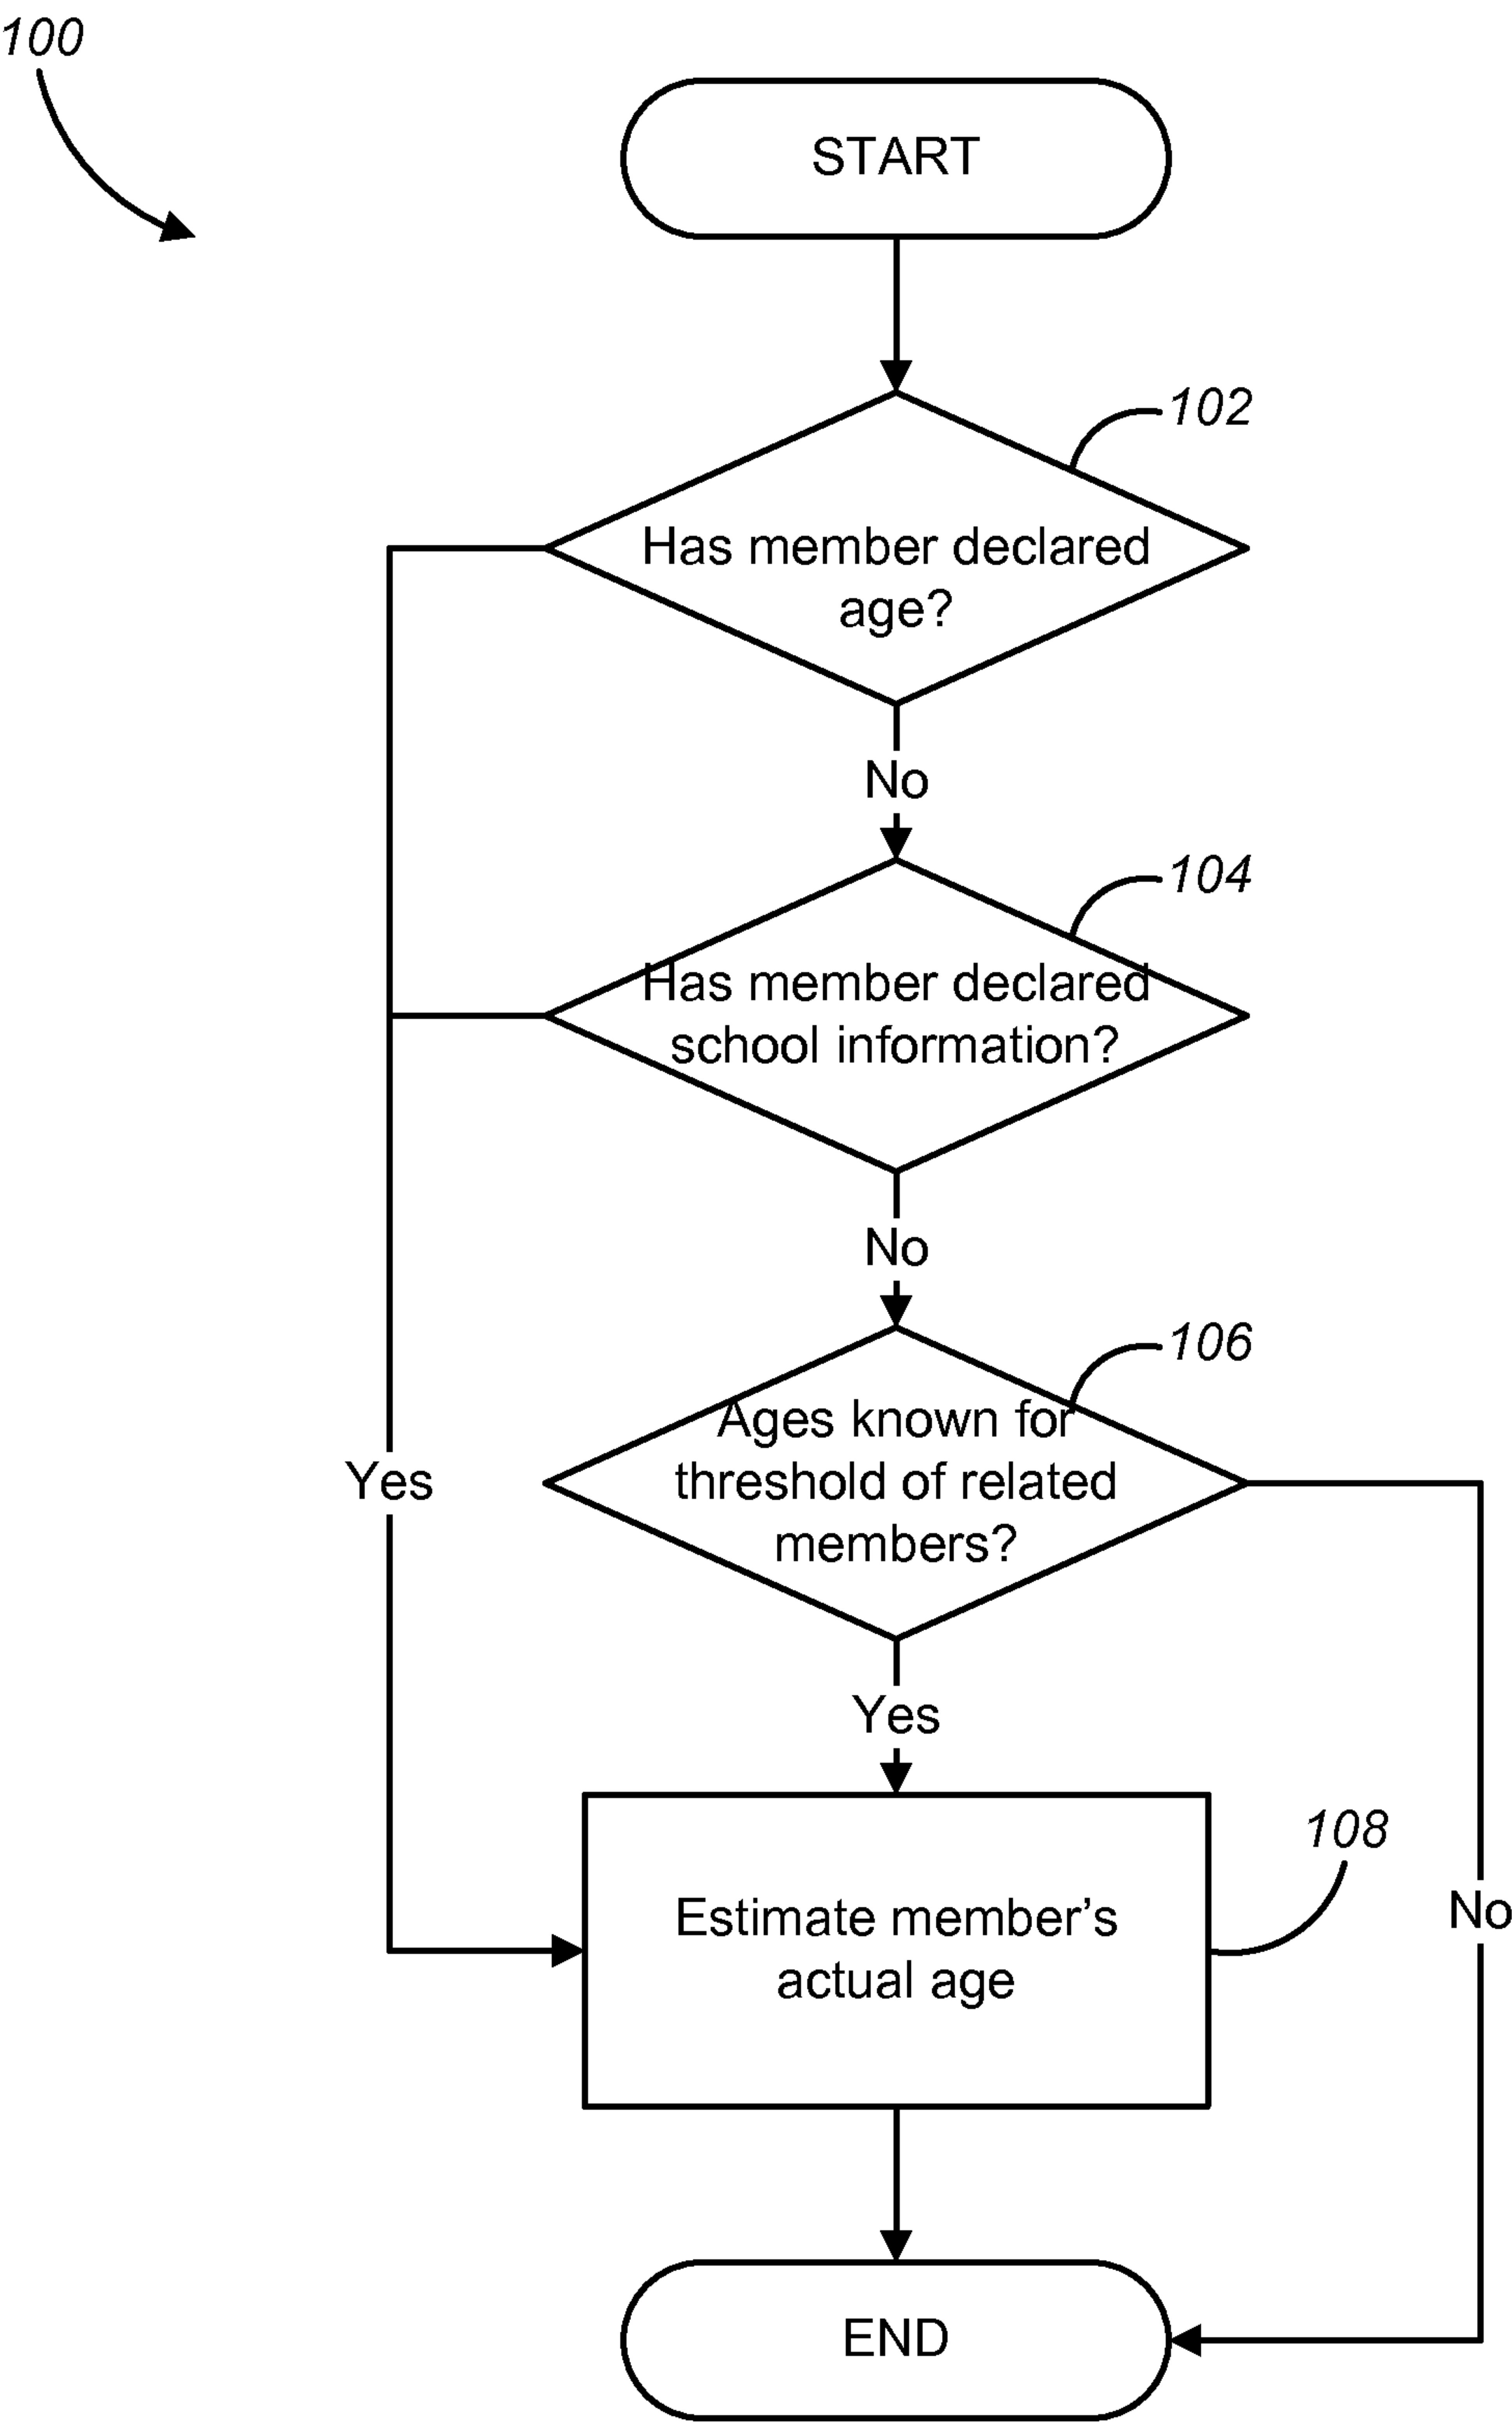 100
START
102
Has member declared
age?
No
104
Has member declared
school information?
No
106
Ages known for
threshold of related
members?
Yes
Yes
108
Estimate member’s
actual age
No
END